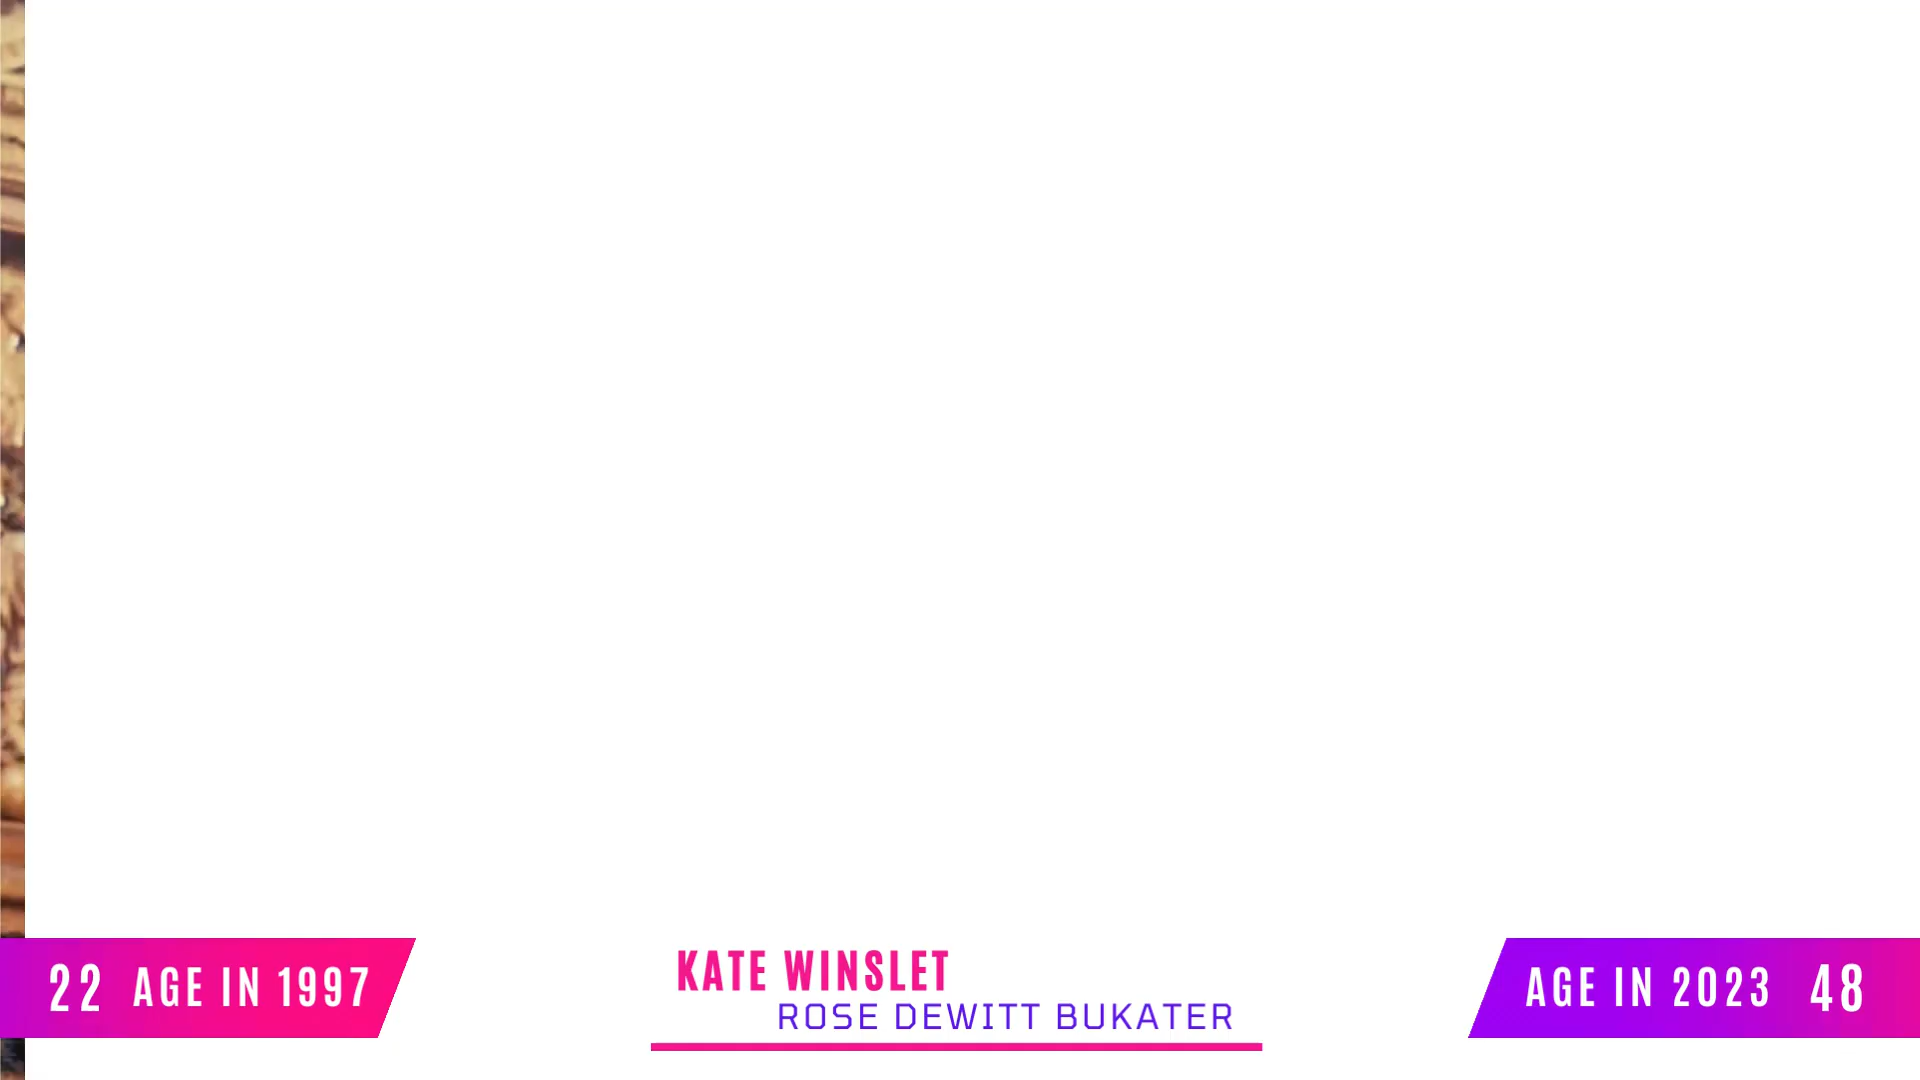 22 AGE IN 1997
KATE WINSLET
ROSE DEWITT BUKATER
AGE IN 2023 48